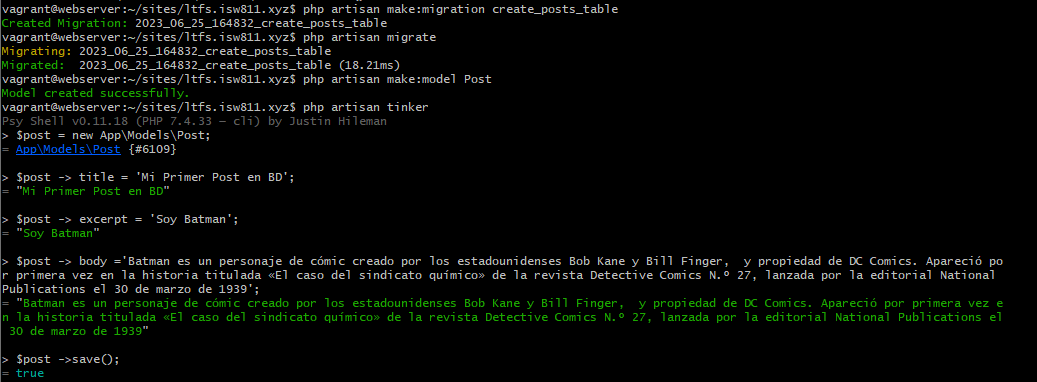 vagrant@webserver:~/sites/ltfs.isw811.xyz$ php artisan make:migration create_posts_table
Created Migration: 2023_06_25_164832_create_posts_table
vagrant@webserver:~/sites/ltfs.isw811.xyz$ php artisan migrate
Migrating: 2023_06_25_164832_create_posts_table
Migrated:  2023_06_25_164832_create_posts_table (18.21ms)
vagrant@webserver:~/sites/ltfs.isw811.xyz$ php artisan make:model Post
Model created successfully.
vagrant@webserver:~/sites/ltfs.isw811.xyz$ php artisan tinker
Psy Shell v0.11.18 (PHP 7.4.33 — cli) by Justin Hileman
> $post = new App\Models\Post;
= App\Models\Post {#6109}
> $post -> title = 'Mi Primer Post en BD';
= "Mi Primer Post en BD"
> $post -> excerpt = 'Soy Batman';
= "Soy Batman"
> $post -> body ='Batman es un personaje de cómic creado por los estadounidenses Bob Kane y Bill Finger,  y propiedad de DC Comics. Apareció po
r primera vez en la historia titulada «El caso del sindicato químico» de la revista Detective Comics N.º 27, lanzada por la editorial National
Publications el 30 de marzo de 1939';
= "Batman es un personaje de cómic creado por los estadounidenses Bob Kane y Bill Finger,  y propiedad de DC Comics. Apareció por primera vez e
n la historia titulada «El caso del sindicato químico» de la revista Detective Comics N.º 27, lanzada por la editorial National Publications el
 30 de marzo de 1939"
> $post ->save();
= true